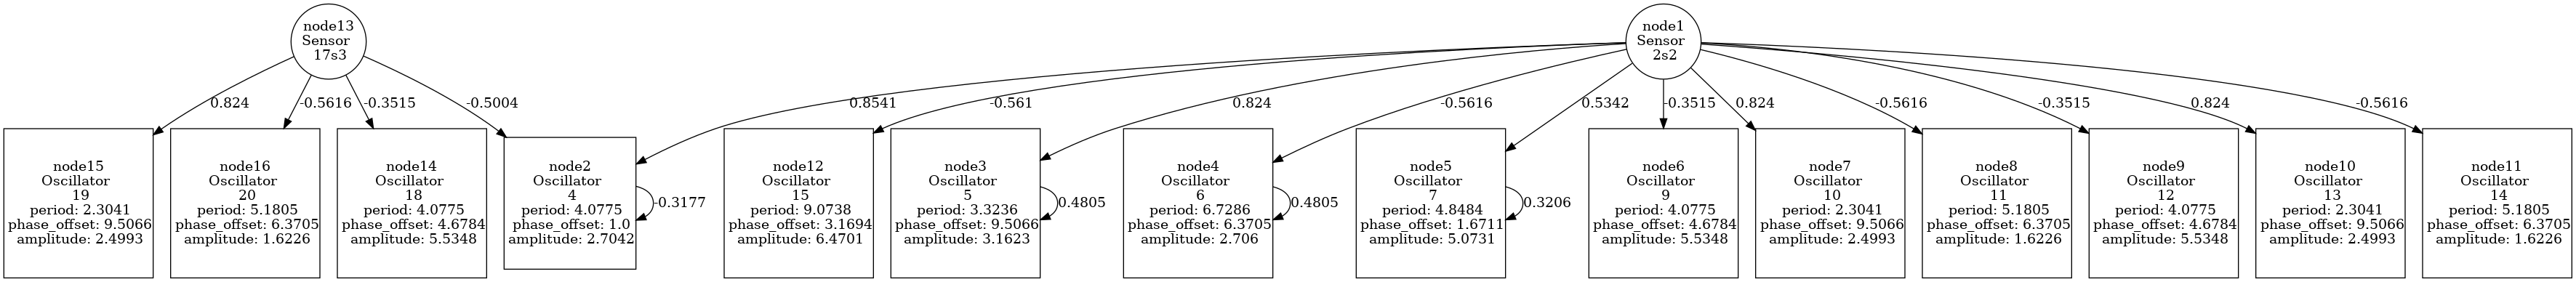 node13
Sensor
17s3
node1
Sensor
2s2
0.824
-0.5616
-0.3515
-0.5004
0.8541
-0.561
0.824
-0.5616
0.5342
-0.3515
0.824
-0.5616
-0.3515
0.824
-0.5616
node15
Oscillator
19
period: 2.3041
phase_offset: 9.5066
amplitude: 2.4993
node16
Oscillator
20
period: 5.1805
phase_offset: 6.3705
amplitude: 1.6226
node14
Oscillator
18
period: 4.0775
phase_offset: 4.6784
amplitude: 5.5348
node2
Oscillator
4
period: 4.0775
phase_offset: 1.0
amplitude: 2.7042
-0.3177
node12
Oscillator
15
period: 9.0738
phase_offset: 3.1694
amplitude: 6.4701
node3
Oscillator
5
period: 3.3236
phase_offset: 9.5066
amplitude: 3.1623
0.4805
node4
Oscillator
6
period: 6.7286
phase_offset: 6.3705
amplitude: 2.706
0.4805
node5
Oscillator
7
period: 4.8484
phase_offset: 1.6711
amplitude: 5.0731
0.3206
node6
Oscillator
9
period: 4.0775
phase_offset: 4.6784
amplitude: 5.5348
node7
Oscillator
10
period: 2.3041
phase_offset: 9.5066
amplitude: 2.4993
node8
Oscillator
11
period: 5.1805
phase_offset: 6.3705
amplitude: 1.6226
node9
Oscillator
12
period: 4.0775
phase_offset: 4.6784
amplitude: 5.5348
node10
Oscillator
13
period: 2.3041
phase_offset: 9.5066
amplitude: 2.4993
node11
Oscillator
14
period: 5.1805
phase_offset: 6.3705
amplitude: 1.6226